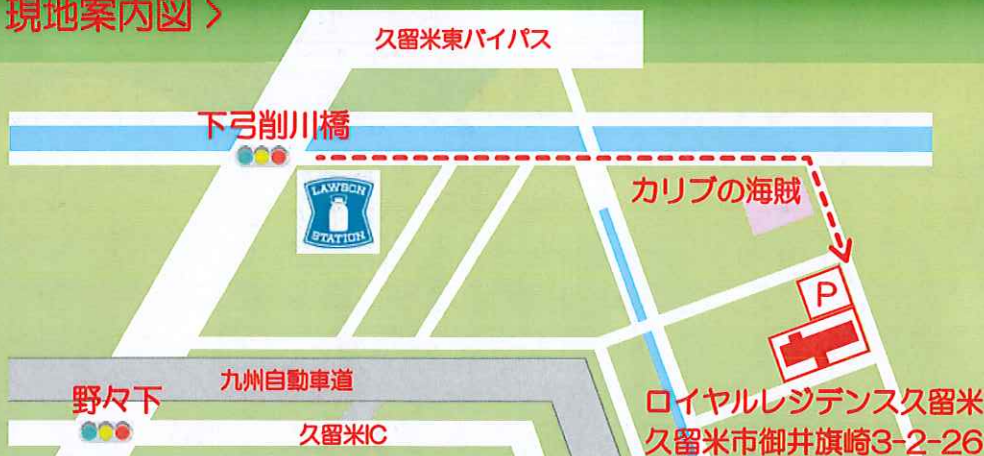 現地案内図 >
久留米東バイパス
下弓削川橋
LAWSON
STATION
カリブの海賊
P
九州自動車道
野々下
久留米IC
ロイヤルレジデンス久留米
久留米市御井旗崎3-2-26